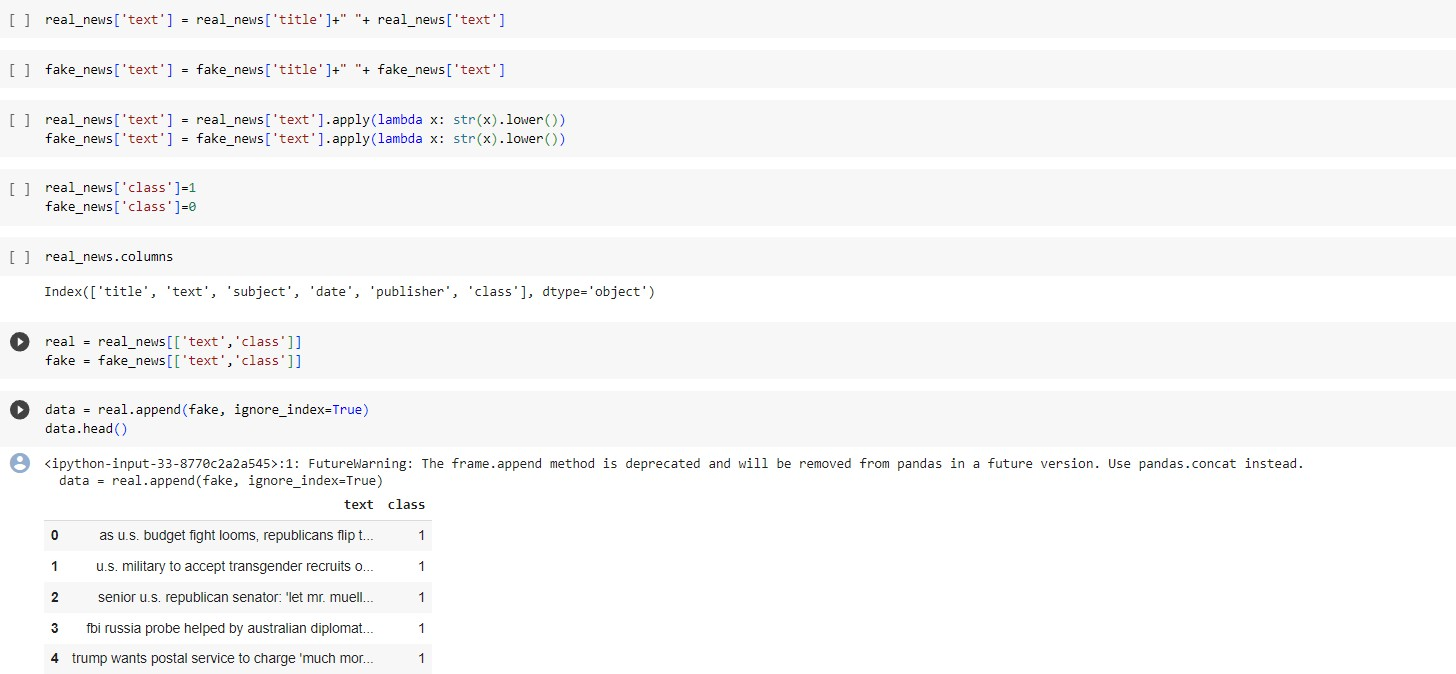 [ ] real_news['text'] = real_news['title']+" "+ real_news['text']
[ ] fake_news['text'] = fake_news['title']+" "+ fake_news['text']
[ ] real_news['text'] = real_news['text'].apply(lambda x: str(x).lower())
fake_news['text'] = fake_news['text'].apply(lambda x: str(x).lower())
[ ] real_news['class']=1
fake_news['class']=0
[ ] real_news.columns
Index(['title', 'text', 'subject', 'date', 'publisher', 'class'], dtype='object')
real = real_news[['text','class']]
fake = fake_news[['text','class']]
data = real.append(fake, ignore_index=True)
data.head()
<ipython-input-33-8770c2a2a545>:1: FutureWarning: The frame.append method is deprecated and will be removed from pandas in a future version. Use pandas.concat instead.
data = real.append(fake, ignore_index=True)
text class
0 as u.s. budget fight looms, republicans flip t... 1
1 u.s. military to accept transgender recruits o... 1
2 senior u.s. republican senator: 'let mr. muell... 1
3 fbi russia probe helped by australian diplomat... 1
4 trump wants postal service to charge 'much mor... 1